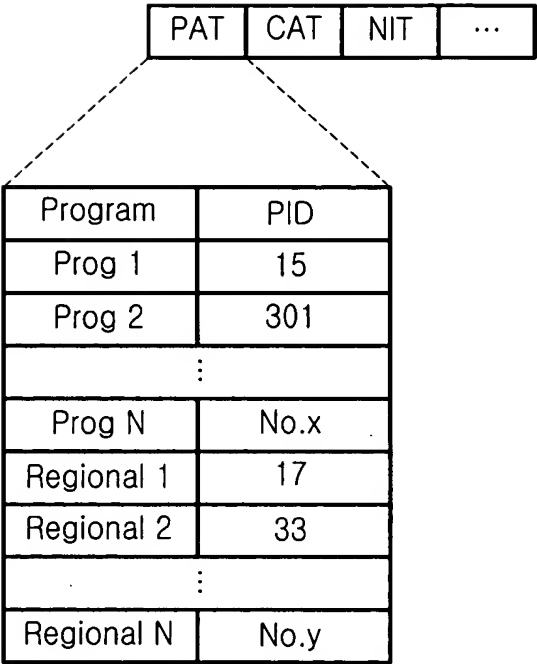 PAT CAT NIT ...
Program PID
Prog 1 15
Prog 2 301
⋮
Prog N No.x
Regional 1 17
Regional 2 33
⋮
Regional N No.y